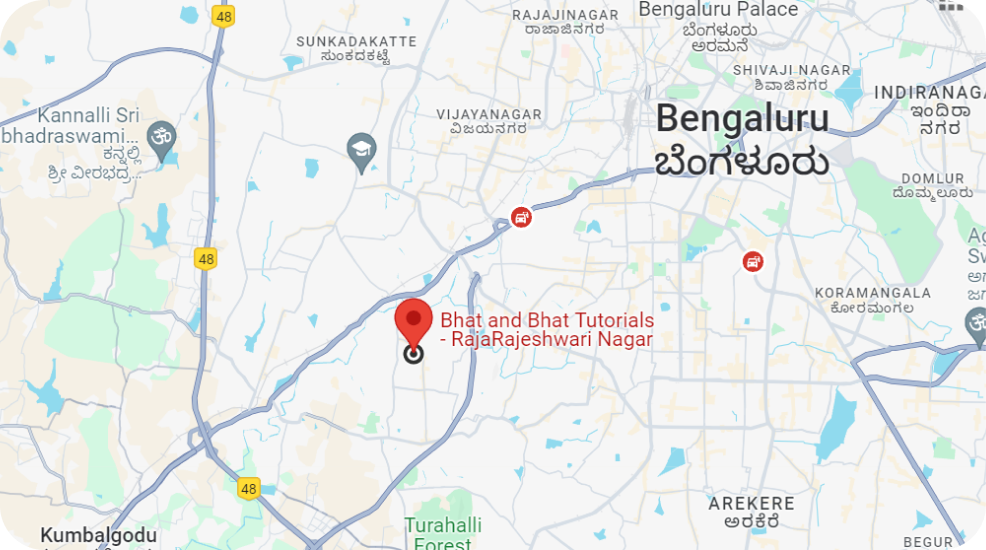 48
RAJAJINAGAR
ರಾಜಾಜಿನಗರ
Bengaluru Palace
ಬೆಂಗಳೂರು
ಅರಮನೆ
SUNKADAKATTE
ಸುಂಕದಕಟ್ಟೆ
SHIVAJI NAGAR
ಶಿವಾಜಿನಗರ
INDIRANAGA
ಇಂದಿರಾ
ನಗರ
Kannalli Sri
bhadraswami...
ಕನ್ನಲ್ಲಿ
ಶ್ರೀ ವೀರಭದ್ರ...
VIJAYANAGAR
ವಿಜಯನಗರ
Bengaluru
ಬೆಂಗಳೂರು
DOMLUR
ದೊಮ್ಮಲೂರು
48
KORAMANGALA
ಕೋರಮಂಗಲ
Bhat and Bhat Tutorials
- RajaRajeshwari Nagar
48
AREKERE
ಅರಕೆರೆ
Kumbalgodu
Turahalli
Forest
BEGUR